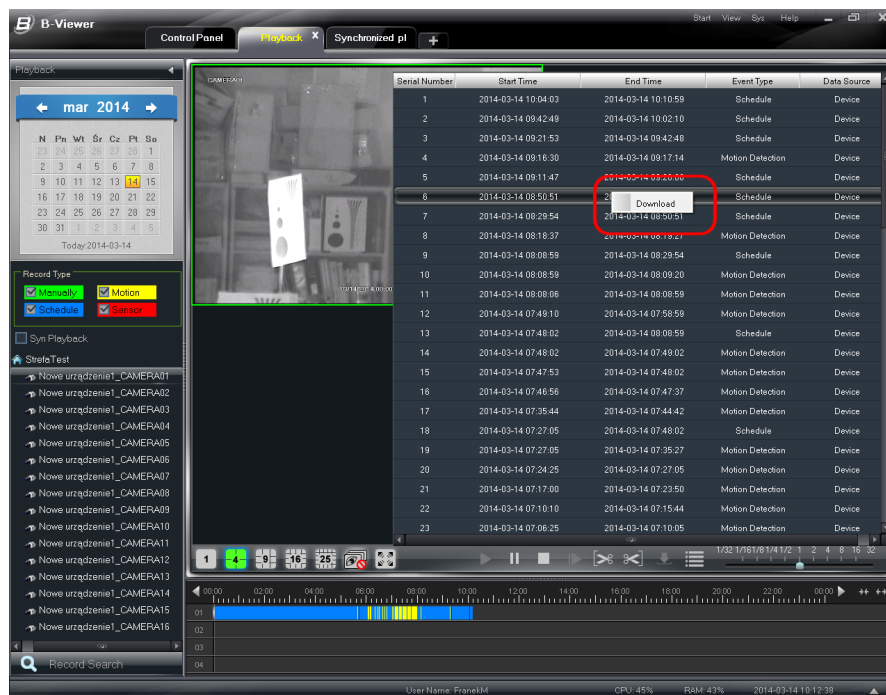 B-Viewer
Start View Sys Help
Control Panel
Playback X
Synchronized pl
+
Playback
mar 2014
N Pn Wt Śr Cz Pt So
23 24 25 26 27 28 1
2 3 4 5 6 7 8
9 10 11 12 13 14 15
16 17 18 19 20 21 22
23 24 25 26 27 28 29
30 31 1 2 3 4 5
Today:2014-03-14
Record Type
Manually Motion
Schedule Sensor
Syn Playback
StrefaTest
Nowe urządzenie1_CAMERA01
Nowe urządzenie1_CAMERA02
Nowe urządzenie1_CAMERA03
Nowe urządzenie1_CAMERA04
Nowe urządzenie1_CAMERA05
Nowe urządzenie1_CAMERA06
Nowe urządzenie1_CAMERA07
Nowe urządzenie1_CAMERA08
Nowe urządzenie1_CAMERA09
Nowe urządzenie1_CAMERA10
Nowe urządzenie1_CAMERA11
Nowe urządzenie1_CAMERA12
Nowe urządzenie1_CAMERA13
Nowe urządzenie1_CAMERA14
Nowe urządzenie1_CAMERA15
Nowe urządzenie1_CAMERA16
Record Search
CAMERA01
Serial Number Start Time End Time Event Type Data Source
1 2014-03-14 10:04:03 2014-03-14 10:10:59 Schedule Device
2 2014-03-14 09:42:49 2014-03-14 10:02:10 Schedule Device
3 2014-03-14 09:21:53 2014-03-14 09:42:48 Schedule Device
4 2014-03-14 09:16:30 2014-03-14 09:17:14 Motion Detection Device
5 2014-03-14 09:11:47 2014-03-14 Schedule Device
6 2014-03-14 08:50:51 Download Schedule Device
7 2014-03-14 08:29:54 2014-03-14 08:50:51 Schedule Device
8 2014-03-14 08:18:37 2014-03-14 08:19:27 Motion Detection Device
9 2014-03-14 08:08:59 2014-03-14 08:29:54 Schedule Device
10 2014-03-14 08:08:59 2014-03-14 08:09:20 Motion Detection Device
11 2014-03-14 08:08:06 2014-03-14 08:08:59 Motion Detection Device
12 2014-03-14 07:49:10 2014-03-14 07:58:59 Motion Detection Device
13 2014-03-14 07:48:02 2014-03-14 08:08:59 Schedule Device
14 2014-03-14 07:48:02 2014-03-14 07:49:02 Motion Detection Device
15 2014-03-14 07:47:53 2014-03-14 07:48:02 Motion Detection Device
16 2014-03-14 07:46:56 2014-03-14 07:47:37 Motion Detection Device
17 2014-03-14 07:35:44 2014-03-14 07:44:42 Motion Detection Device
18 2014-03-14 07:27:05 2014-03-14 07:48:02 Schedule Device
19 2014-03-14 07:27:05 2014-03-14 07:35:27 Motion Detection Device
20 2014-03-14 07:24:25 2014-03-14 07:27:05 Motion Detection Device
21 2014-03-14 07:17:00 2014-03-14 07:23:50 Motion Detection Device
22 2014-03-14 07:10:10 2014-03-14 07:15:44 Motion Detection Device
23 2014-03-14 07:06:25 2014-03-14 07:10:05 Motion Detection Device
1 4 9 16 25
1/32 1/16 1/8 1/4 1/2 1 2 4 8 16 32
00:00 02:00 04:00 06:00 08:00 10:00 12:00 14:00 16:00 18:00 20:00 22:00 00:00
01
02
03
04
User Name: FranekM CPU: 45% RAM: 43% 2014-03-14 10:12:38